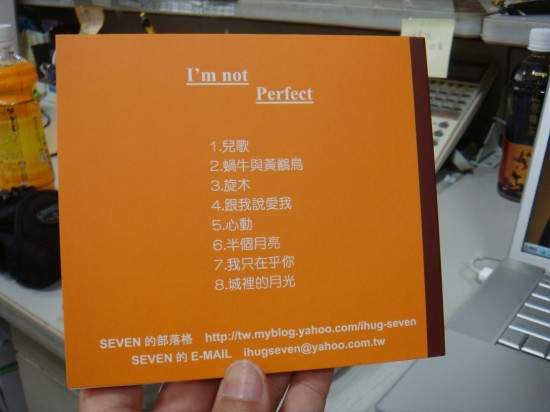 I'm not
Perfect
1.兒歌
2.蝸牛與黃鸝鳥
3.旋木
4.跟我說愛我
5.心動
6.半個月亮
7.我只在乎你
8.城裡的月光
SEVEN 的部落格 http://tw.myblog.yahoo.com/ihug-seven
SEVEN 的 E-MAIL ihugseven@yahoo.com.tw